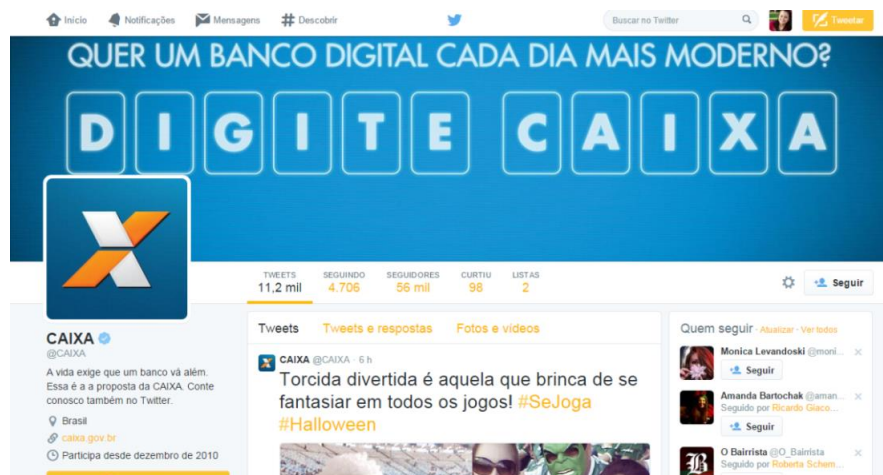 Início Notificações Mensagens # Descobrir Buscar no Twitter Tweetar
QUER UM BANCO DIGITAL CADA DIA MAIS MODERNO?
DIGITE CAIXA
TWEETS SEGUINDO SEGUIDORES CURTIU LISTAS
11,2 mil 4.706 56 mil 98 2
Seguir
CAIXA
@CAIXA
A vida exige que um banco vá além.
Essa é a a proposta da CAIXA. Conte
conosco também no Twitter.
Brasil
caixa.gov.br
Participa desde dezembro de 2010
Tweets Tweets e respostas Fotos e vídeos
CAIXA @CAIXA · 6 h
Torcida divertida é aquela que brinca de se
fantasiar em todos os jogos! #SeJoga
#Halloween
Quem seguir · Atualizar · Ver todos
Monica Levandoski @moni...
Seguir
Amanda Bartochak @aman...
Seguido por Ricardo Giaco...
Seguir
O Bairrista @O_Bairrista
Seguido por Roberta Schem...
B